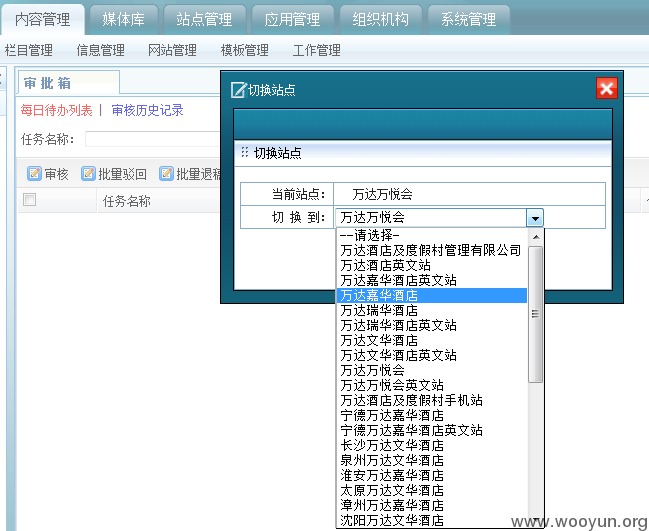 内容管理 媒体库 站点管理 应用管理 组织机构 系统管理
栏目管理 信息管理 网站管理 模板管理 工作管理
审批箱
每日待办列表 | 审核历史记录
任务名称：
审核 批量驳回 批量退稿
任务名称
切换站点
切换站点
当前站点： 万达万悦会
切 换 到： 万达万悦会
--请选择-
万达酒店及度假村管理有限公司
万达酒店英文站
万达嘉华酒店英文站
万达嘉华酒店
万达瑞华酒店
万达瑞华酒店英文站
万达文华酒店
万达文华酒店英文站
万达万悦会
万达万悦会英文站
万达酒店及度假村手机站
宁德万达嘉华酒店
宁德万达嘉华酒店英文站
长沙万达文华酒店
泉州万达文华酒店
淮安万达嘉华酒店
太原万达文华酒店
漳州万达嘉华酒店
沈阳万达文华酒店
www.wooyun.org